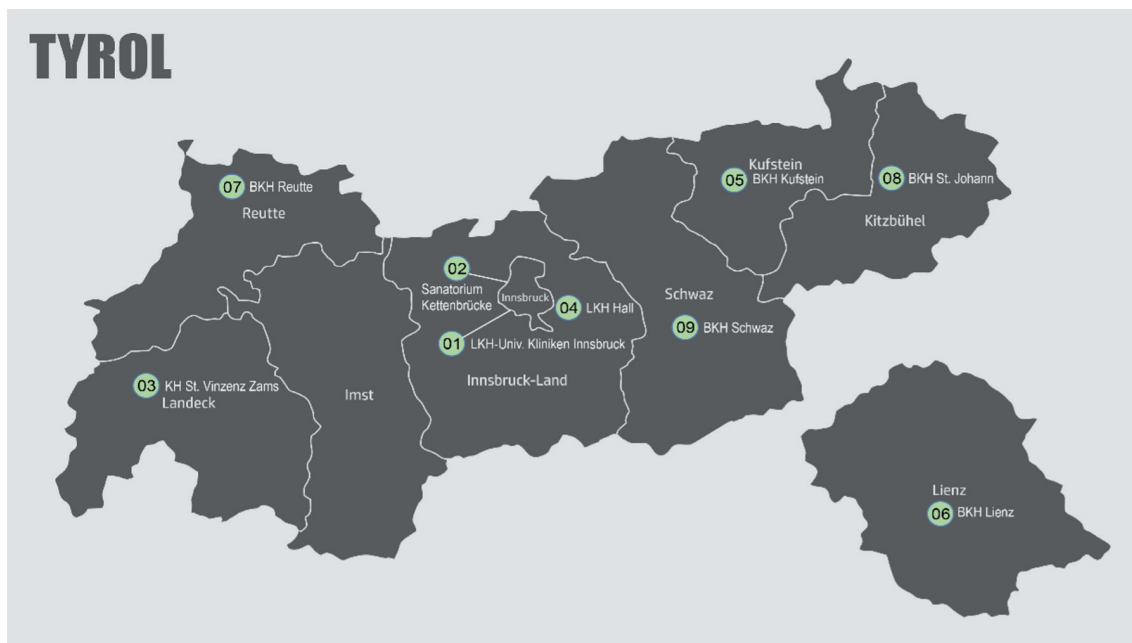 TYROL
07 BKH Reutte
Reutte
Kufstein
05 BKH Kufstein
08 BKH St. Johann
Kitzbühel
02
Sanatorium
Kettenbrücke
Innsbruck
04 LKH Hall
01 LKH-Univ. Kliniken Innsbruck
Innsbruck-Land
Schwaz
09 BKH Schwaz
03 KH St. Vinzenz Zams
Landeck
Imst
Lienz
06 BKH Lienz